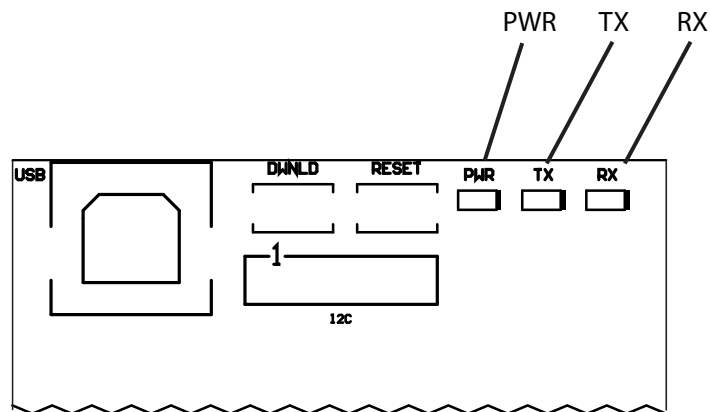 PWR TX RX
USB DWNLD RESET PWR TX RX
1
I2C